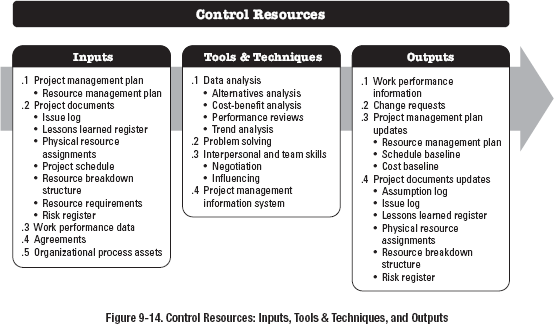 Control Resources
Inputs
.1 Project management plan
• Resource management plan
.2 Project documents
• Issue log
• Lessons learned register
• Physical resource
assignments
• Project schedule
• Resource breakdown
structure
• Resource requirements
• Risk register
.3 Work performance data
.4 Agreements
.5 Organizational process assets
Tools & Techniques
.1 Data analysis
• Alternatives analysis
• Cost-benefit analysis
• Performance reviews
• Trend analysis
.2 Problem solving
.3 Interpersonal and team skills
• Negotiation
• Influencing
.4 Project management
information system
Outputs
.1 Work performance
information
.2 Change requests
.3 Project management plan
updates
• Resource management plan
• Schedule baseline
• Cost baseline
.4 Project documents updates
• Assumption log
• Issue log
• Lessons learned register
• Physical resource
assignments
• Resource breakdown
structure
• Risk register
Figure 9-14. Control Resources: Inputs, Tools & Techniques, and Outputs